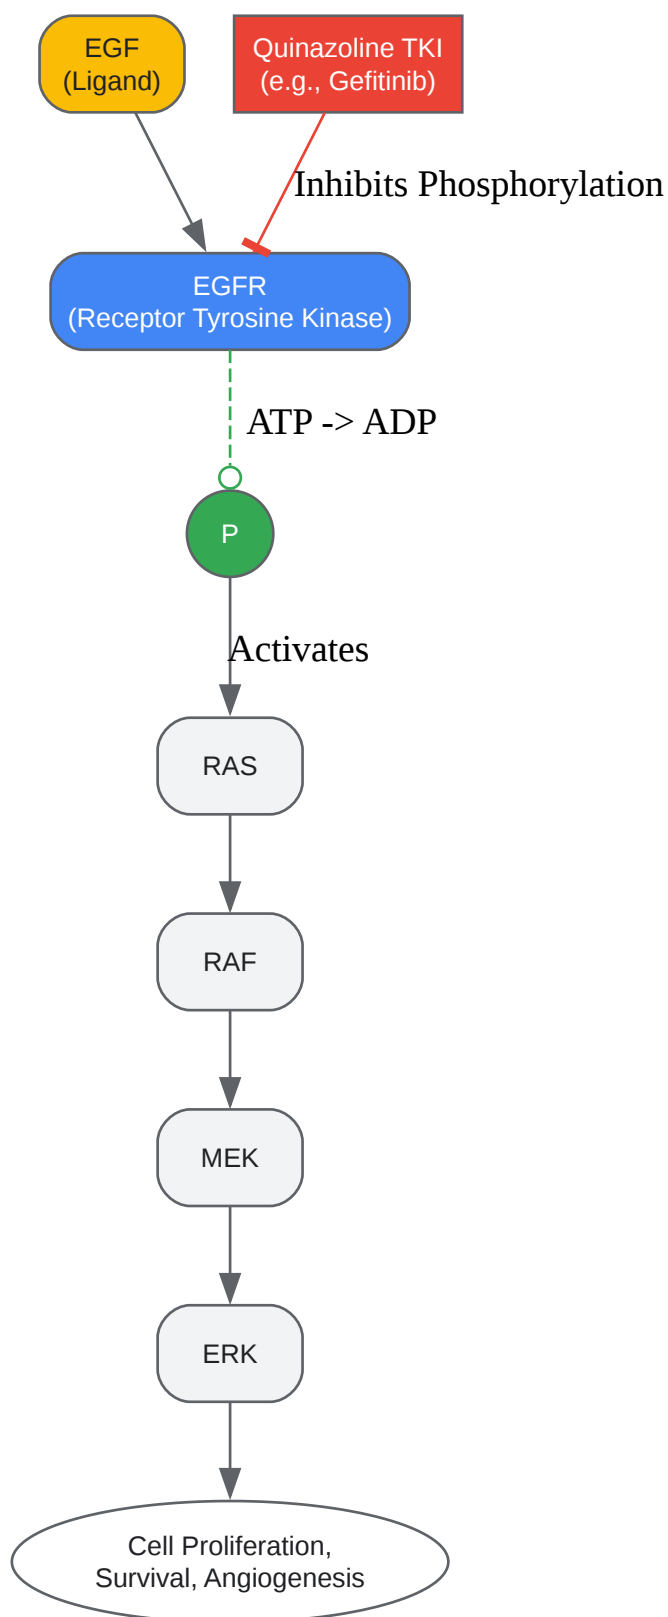 EGF
(Ligand)
Quinazoline TKI
(e.g., Gefitinib)
Inhibits Phosphorylation
EGFR
(Receptor Tyrosine Kinase)
ATP -> ADP
P
Activates
RAS
RAF
MEK
ERK
Cell Proliferation,
Survival, Angiogenesis